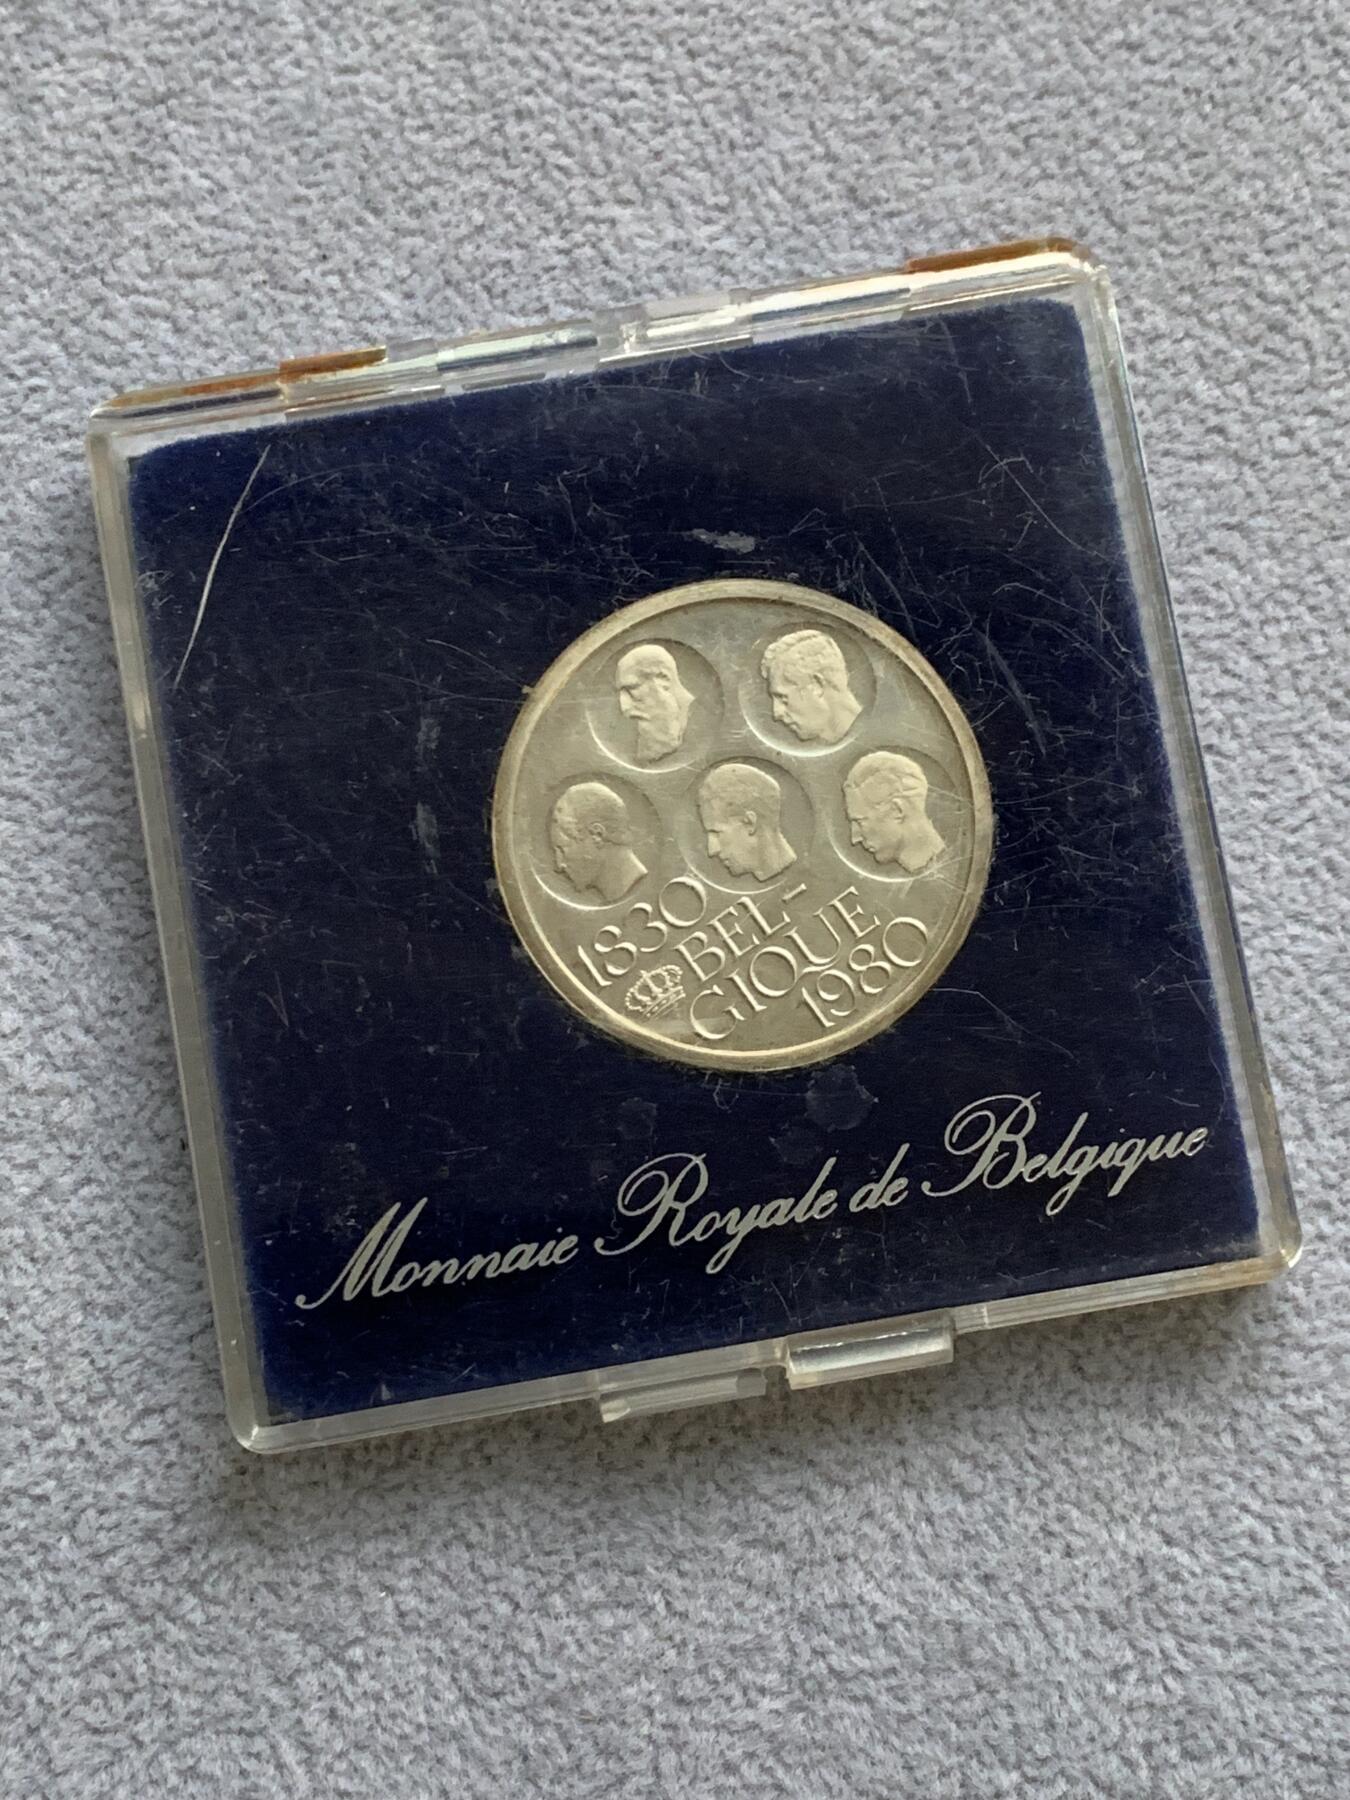 1830
BEL-
GIQUE
1980
Monnaie Royale de Belgique